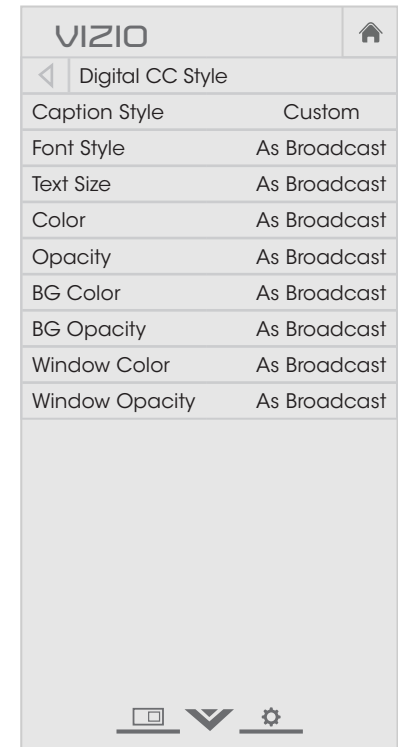 VIZIO
Digital CC Style
Caption Style Custom
Font Style As Broadcast
Text Size As Broadcast
Color As Broadcast
Opacity As Broadcast
BG Color As Broadcast
BG Opacity As Broadcast
Window Color As Broadcast
Window Opacity As Broadcast